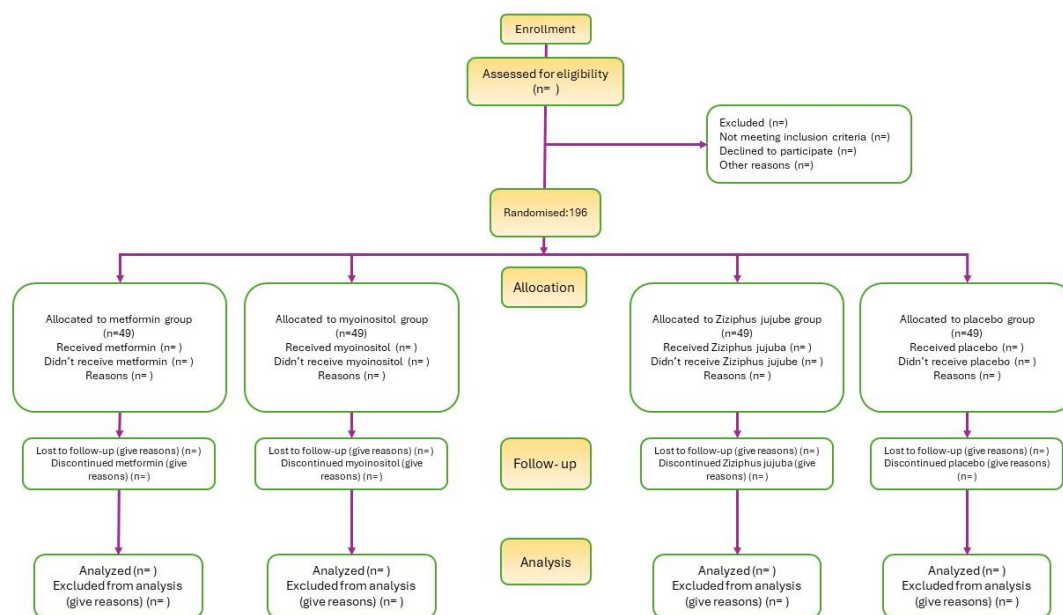 Enrollment
Assessed for eligibility
(n= )
Excluded (n=)
Not meeting inclusion criteria (n=)
Declined to participate (n=)
Other reasons (n=)
Randomised:196
Allocation
Allocated to metformin group
(n=49)
Received metformin (n= )
Didn't receive metformin (n= )
Reasons (n= )
Allocated to myoinositol group
(n=49)
Received myoinositol (n= )
Didn't receive myoinositol (n= )
Reasons (n= )
Allocated to Ziziphus jujube group
(n=49)
Received Ziziphus jujuba (n= )
Didn't receive Ziziphus jujube (n= )
Reasons (n= )
Allocated to placebo group
(n=49)
Received placebo (n= )
Didn't receive placebo (n= )
Reasons (n= )
Follow- up
Lost to follow-up (give reasons) (n= )
Discontinued metformin (give
reasons) (n= )
Lost to follow-up (give reasons) (n= )
Discontinued myoinositol (give
reasons) (n= )
Lost to follow-up (give reasons) (n= )
Discontinued Ziziphus jujuba (give
reasons) (n= )
Lost to follow-up (give reasons) (n= )
Discontinued placebo (give reasons)
(n= )
Analysis
Analyzed (n= )
Excluded from analysis
(give reasons) (n= )
Analyzed (n= )
Excluded from analysis
(give reasons) (n= )
Analyzed (n= )
Excluded from analysis
(give reasons) (n= )
Analyzed (n= )
Excluded from analysis
(give reasons) (n= )